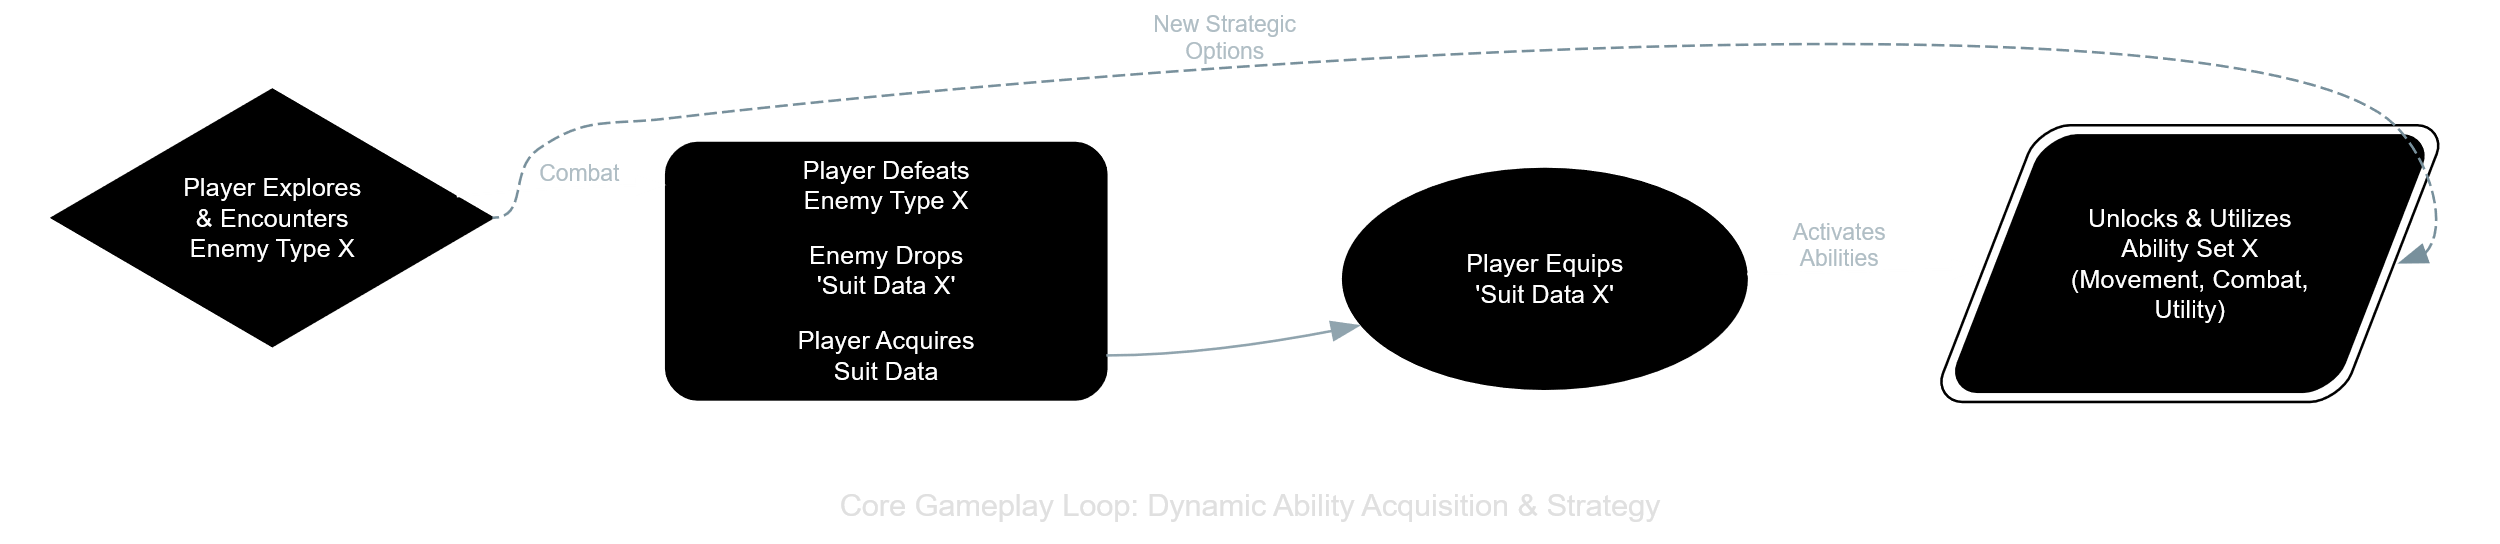 New Strategic
Options
Combat
Player Explores
& Encounters
Enemy Type X
Player Defeats
Enemy Type X
Enemy Drops
'Suit Data X'
Player Acquires
Suit Data
Player Equips
'Suit Data X'
Activates
Abilities
Unlocks & Utilizes
Ability Set X
(Movement, Combat,
Utility)
Core Gameplay Loop: Dynamic Ability Acquisition & Strategy